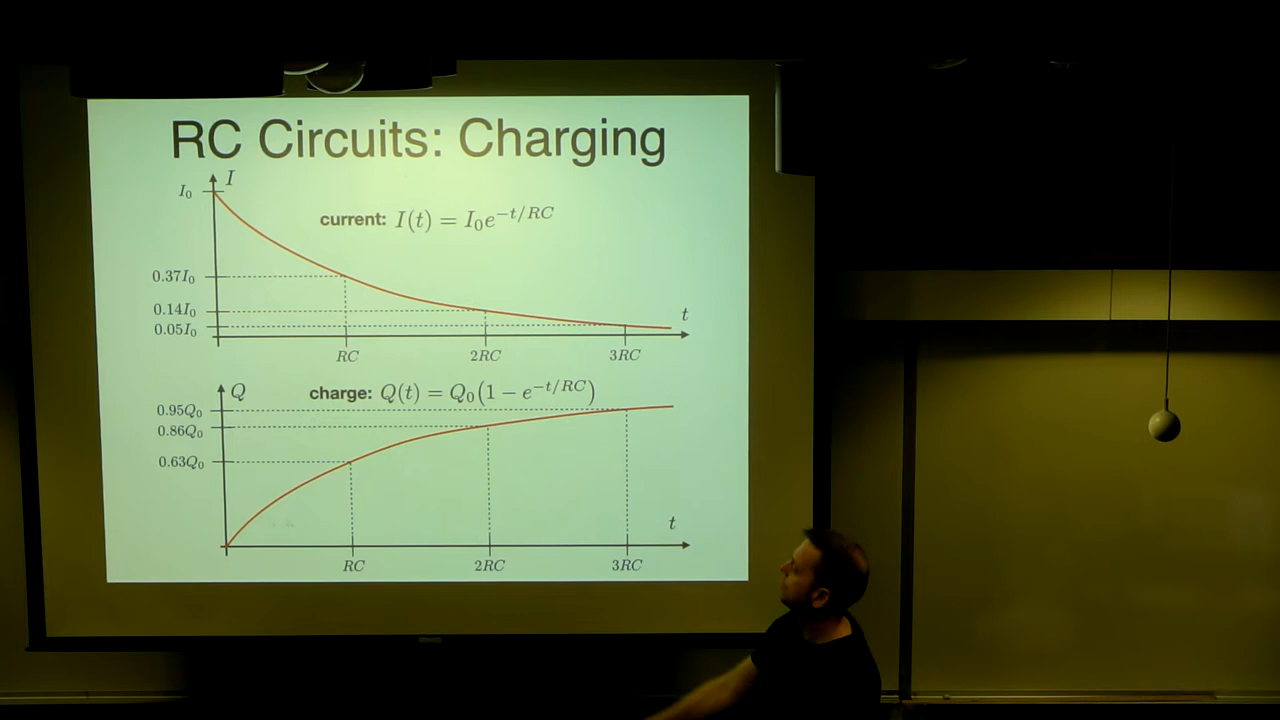 RC Circuits: Charging
I
I₀
current: I(t) = I₀e^{-t/RC}
0.37I₀
0.14I₀
0.05I₀
t
RC 2RC 3RC
Q
charge: Q(t) = Q₀(1 − e^{-t/RC})
0.95Q₀
0.86Q₀
0.63Q₀
t
RC 2RC 3RC